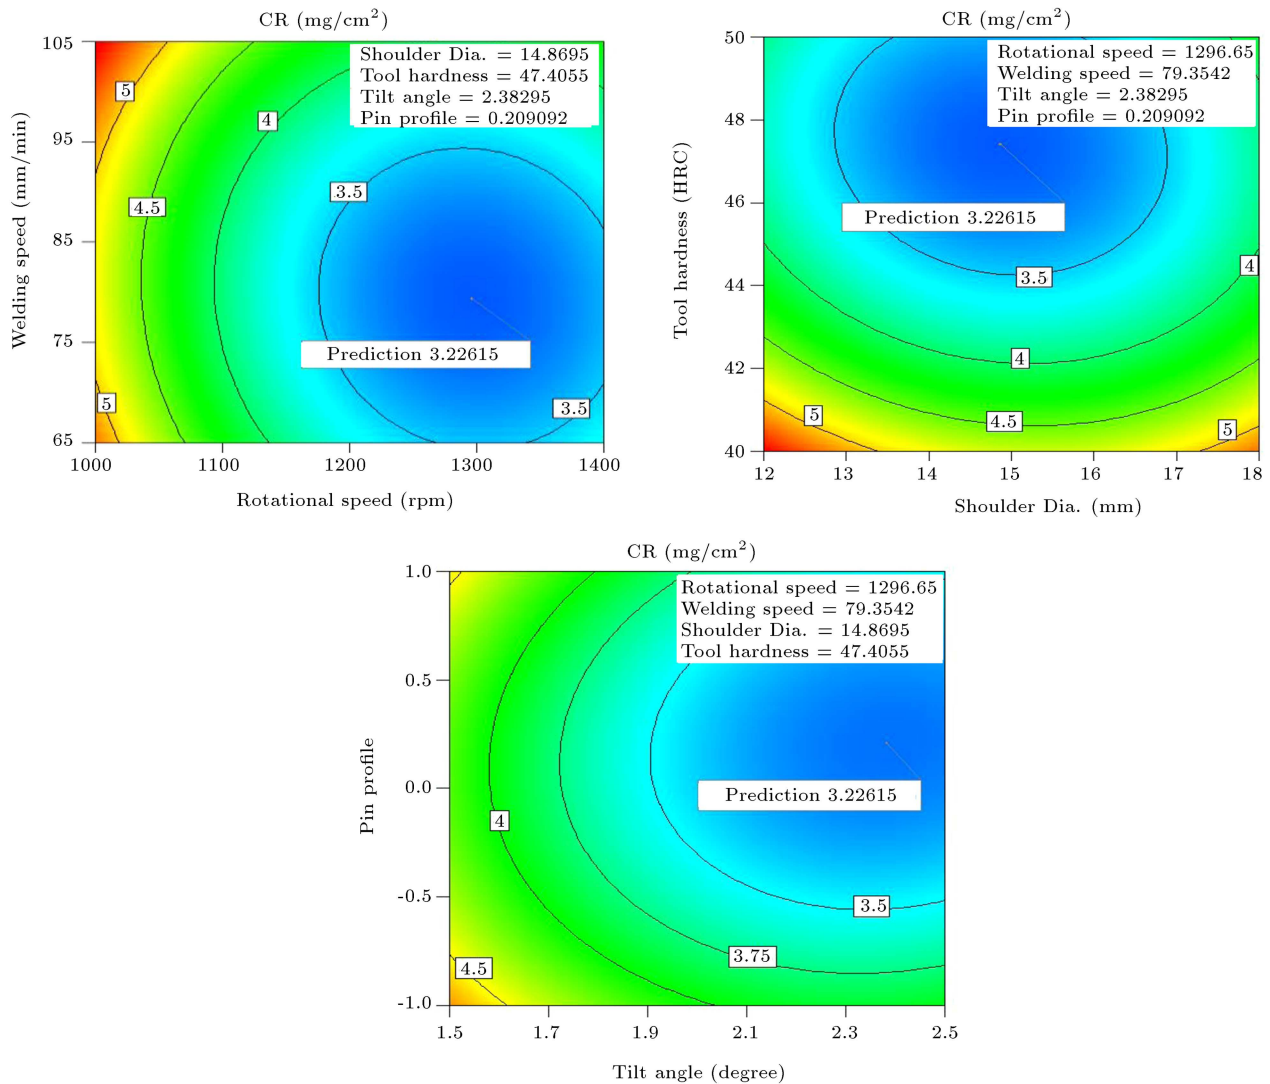 CR (mg/cm²)
105
95
85
75
65
Welding speed (mm/min)
Shoulder Dia. = 14.8695
Tool hardness = 47.4055
Tilt angle = 2.38295
Pin profile = 0.209092
5
4
4.5
3.5
Prediction 3.22615
5
3.5
1000
1100
1200
1300
1400
Rotational speed (rpm)
CR (mg/cm²)
50
48
46
44
42
40
Tool hardness (HRC)
Rotational speed = 1296.65
Welding speed = 79.3542
Tilt angle = 2.38295
Pin profile = 0.209092
Prediction 3.22615
4
3.5
4
5
4.5
5
12
13
14
15
16
17
18
Shoulder Dia. (mm)
CR (mg/cm²)
1.0
0.5
0.0
-0.5
-1.0
Pin profile
Rotational speed = 1296.65
Welding speed = 79.3542
Shoulder Dia. = 14.8695
Tool hardness = 47.4055
Prediction 3.22615
4
3.5
3.75
4.5
1.5
1.7
1.9
2.1
2.3
2.5
Tilt angle (degree)